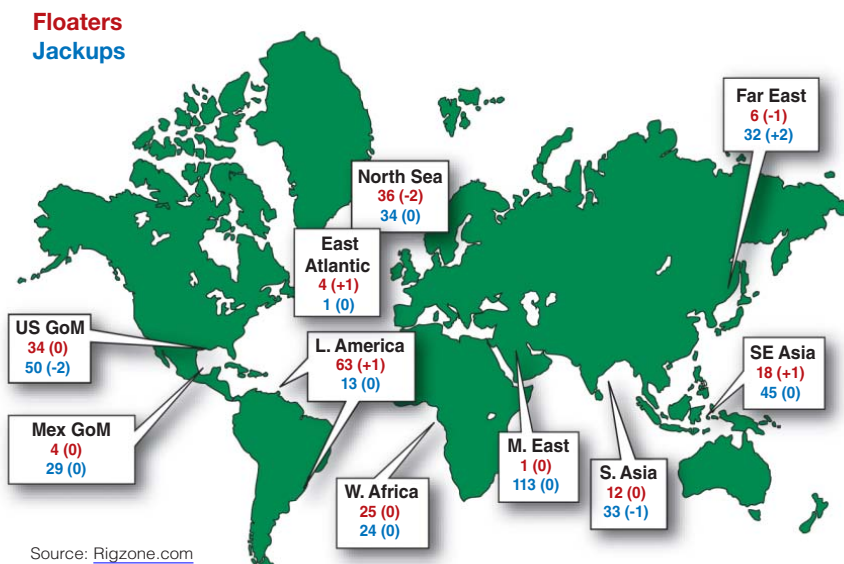 Floaters
Jackups
Far East
6 (-1)
32 (+2)
North Sea
36 (-2)
34 (0)
East
Atlantic
4 (+1)
1 (0)
US GoM
34 (0)
50 (-2)
L. America
63 (+1)
13 (0)
SE Asia
18 (+1)
45 (0)
Mex GoM
4 (0)
29 (0)
M. East
1 (0)
113 (0)
S. Asia
12 (0)
33 (-1)
W. Africa
25 (0)
24 (0)
Source: Rigzone.com